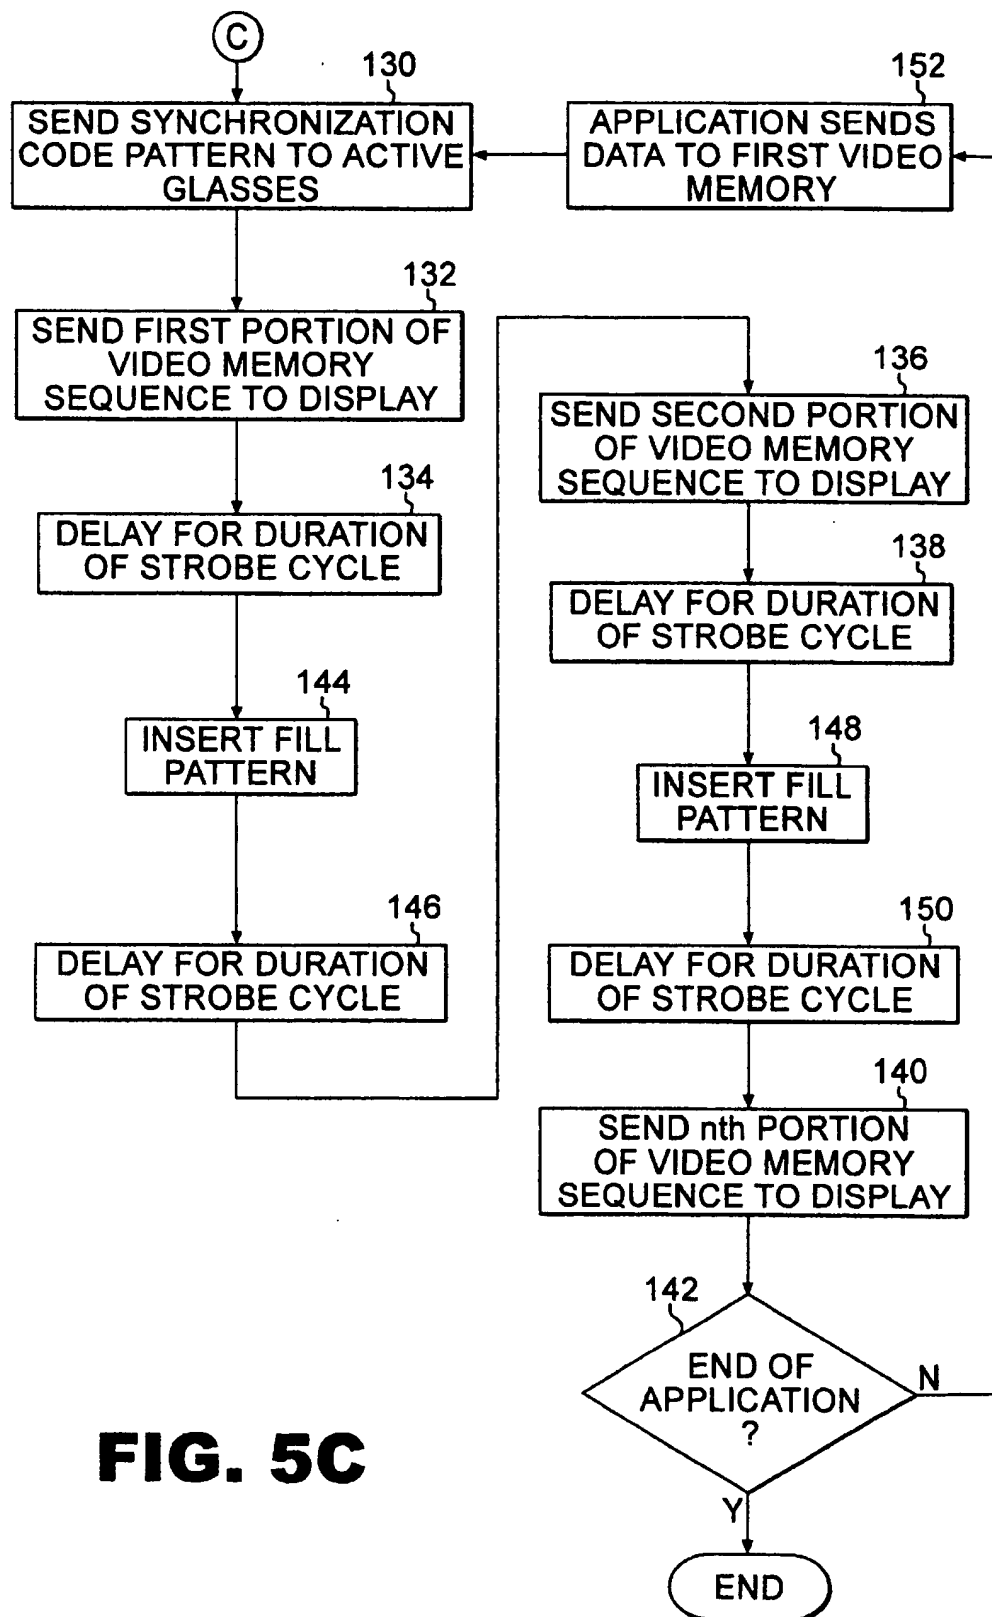 C
130
SEND SYNCHRONIZATION
CODE PATTERN TO ACTIVE
GLASSES
152
APPLICATION SENDS
DATA TO FIRST VIDEO
MEMORY
132
SEND FIRST PORTION OF
VIDEO MEMORY
SEQUENCE TO DISPLAY
134
DELAY FOR DURATION
OF STROBE CYCLE
144
INSERT FILL
PATTERN
146
DELAY FOR DURATION
OF STROBE CYCLE
136
SEND SECOND PORTION
OF VIDEO MEMORY
SEQUENCE TO DISPLAY
138
DELAY FOR DURATION
OF STROBE CYCLE
148
INSERT FILL
PATTERN
150
DELAY FOR DURATION
OF STROBE CYCLE
140
SEND nth PORTION
OF VIDEO MEMORY
SEQUENCE TO DISPLAY
142
END OF
APPLICATION
?
N
Y
END
FIG. 5C